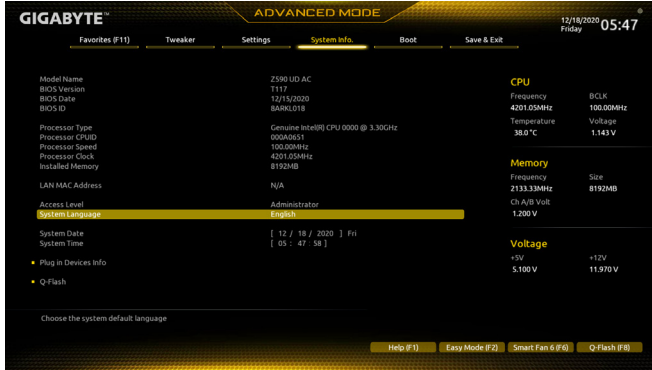 GIGABYTE™
ADVANCED MODE
12/18/2020 Friday 05:47
Favorites (F11) Tweaker Settings System Info. Boot Save & Exit
Model Name Z590 UD AC
BIOS Version T117
BIOS Date 12/15/2020
BIOS ID 8ARKL018
Processor Type Genuine Intel(R) CPU 0000 @ 3.30GHz
Processor CPUID 000A0651
Processor Speed 100.00MHz
Processor Clock 4201.05MHz
Installed Memory 8192MB
LAN MAC Address N/A
Access Level Administrator
System Language English
System Date [ 12 / 18 / 2020 ] Fri
System Time [ 05 : 47 : 58 ]
Plug in Devices Info
Q-Flash
CPU
Frequency BCLK
4201.05MHz 100.00MHz
Temperature Voltage
38.0 °C 1.143 V
Memory
Frequency Size
2133.33MHz 8192MB
Ch A/B Volt
1.200 V
Voltage
+5V +12V
5.100 V 11.970 V
Choose the system default language
Help (F1) Easy Mode (F2) Smart Fan 6 (F6) Q-Flash (F8)